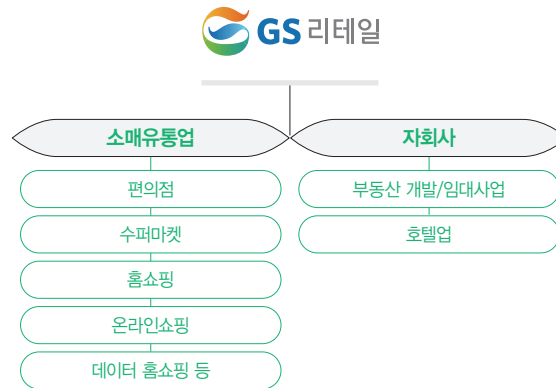 GS 리테일
소매유통업
편의점
수퍼마켓
홈쇼핑
온라인쇼핑
데이터 홈쇼핑 등
자회사
부동산 개발/임대사업
호텔업